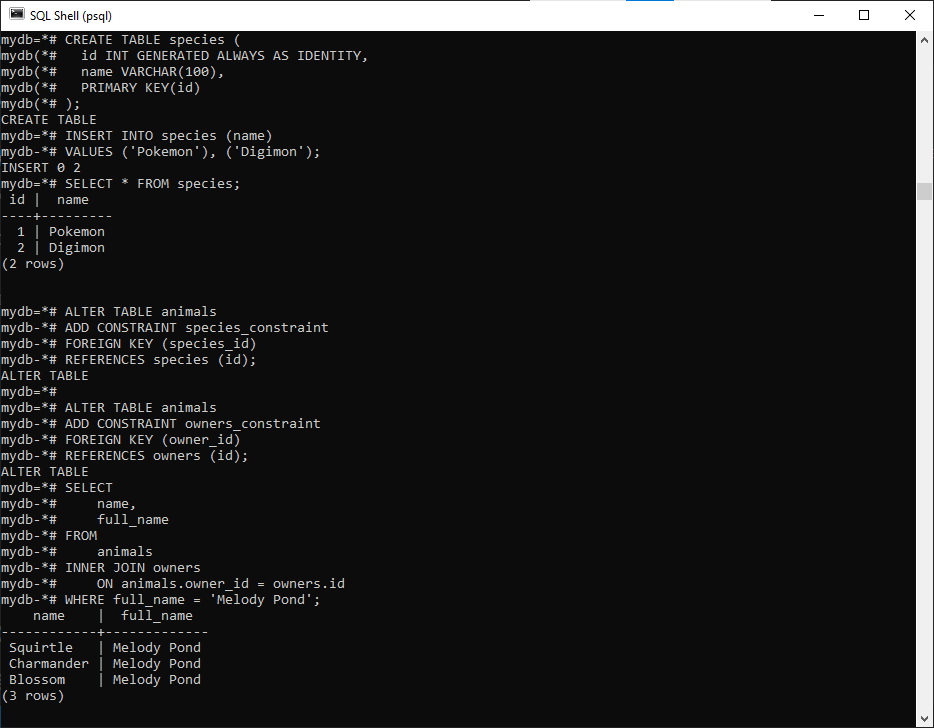 SQL Shell (psql)
mydb=*# CREATE TABLE species (
mydb(*#   id INT GENERATED ALWAYS AS IDENTITY,
mydb(*#   name VARCHAR(100),
mydb(*#   PRIMARY KEY(id)
mydb(*# );
CREATE TABLE
mydb=*# INSERT INTO species (name)
mydb-*# VALUES ('Pokemon'), ('Digimon');
INSERT 0 2
mydb=*# SELECT * FROM species;
 id |  name
----+---------
  1 | Pokemon
  2 | Digimon
(2 rows)
mydb=*# ALTER TABLE animals
mydb-*# ADD CONSTRAINT species_constraint
mydb-*# FOREIGN KEY (species_id)
mydb-*# REFERENCES species (id);
ALTER TABLE
mydb=*#
mydb=*# ALTER TABLE animals
mydb-*# ADD CONSTRAINT owners_constraint
mydb-*# FOREIGN KEY (owner_id)
mydb-*# REFERENCES owners (id);
ALTER TABLE
mydb-*# SELECT
mydb-*#     name,
mydb-*#     full_name
mydb-*# FROM
mydb-*#     animals
mydb-*# INNER JOIN owners
mydb-*#     ON animals.owner_id = owners.id
mydb-*# WHERE full_name = 'Melody Pond';
    name    |  full_name
------------+-------------
 Squirtle   | Melody Pond
 Charmander | Melody Pond
 Blossom    | Melody Pond
(3 rows)